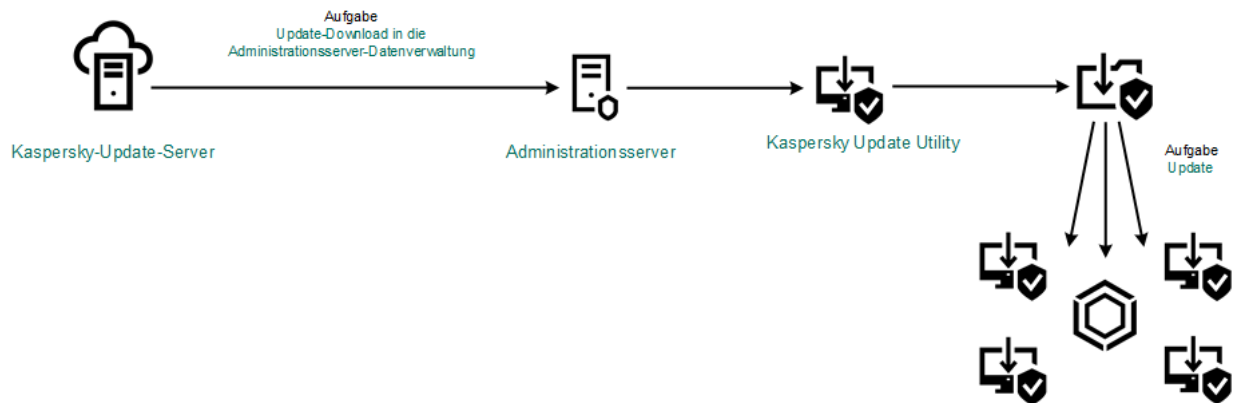 Aufgabe
Update-Download in die
Administrationsserver-Datenverwaltung
Kaspersky-Update-Server
Administrationsserver
Kaspersky Update Utility
Aufgabe
Update